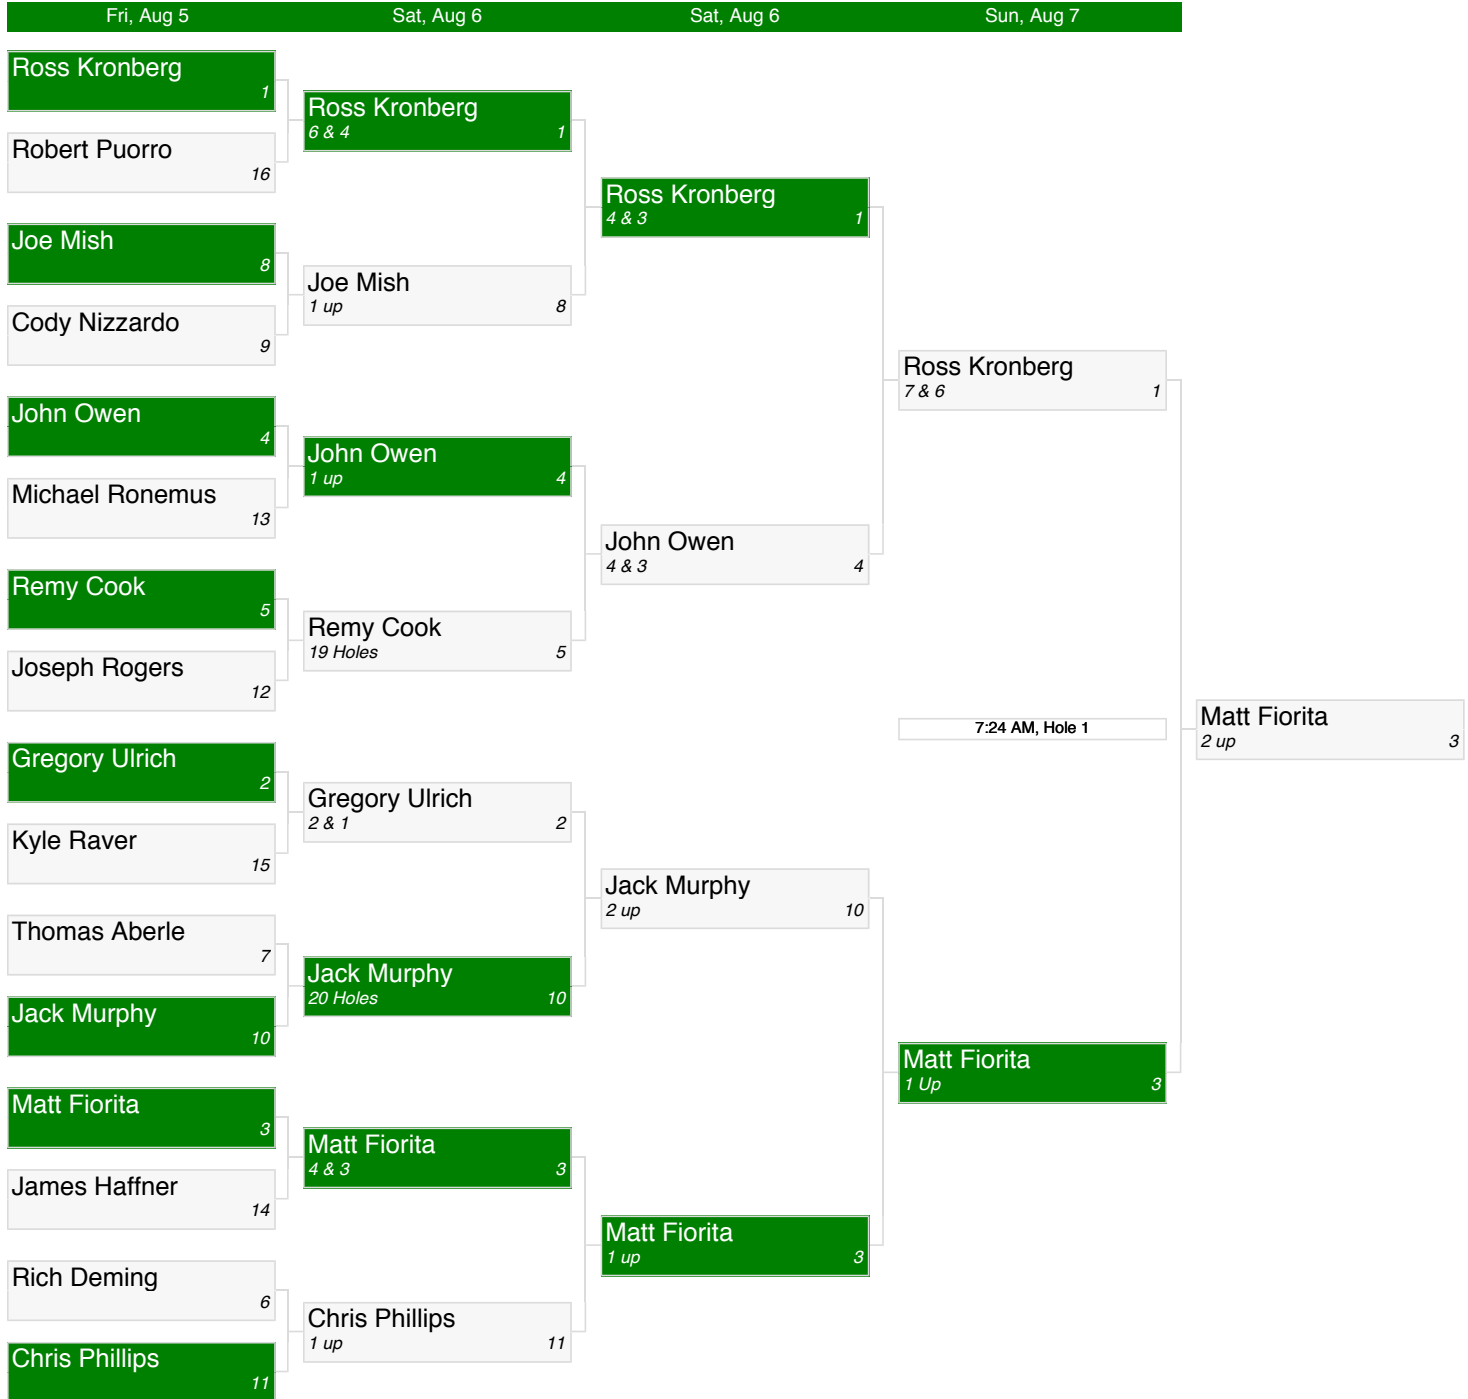 Fri, Aug 5
Sat, Aug 6
Sat, Aug 6
Sun, Aug 7
Ross Kronberg
1
Robert Puorro
16
Joe Mish
8
Cody Nizzardo
9
John Owen
4
Michael Ronemus
13
Remy Cook
5
Joseph Rogers
12
Gregory Ulrich
2
Kyle Raver
15
Thomas Aberle
7
Jack Murphy
10
Matt Fiorita
3
James Haffner
14
Rich Deming
6
Chris Phillips
11
Ross Kronberg
6 & 4 1
Joe Mish
1 up 8
John Owen
1 up 4
Remy Cook
19 Holes 5
Gregory Ulrich
2 & 1 2
Jack Murphy
20 Holes 10
Matt Fiorita
4 & 3 3
Chris Phillips
1 up 11
Ross Kronberg
4 & 3 1
John Owen
4 & 3 4
Jack Murphy
2 up 10
Matt Fiorita
1 up 3
Ross Kronberg
7 & 6 1
7:24 AM, Hole 1
Matt Fiorita
1 Up 3
Matt Fiorita
2 up 3